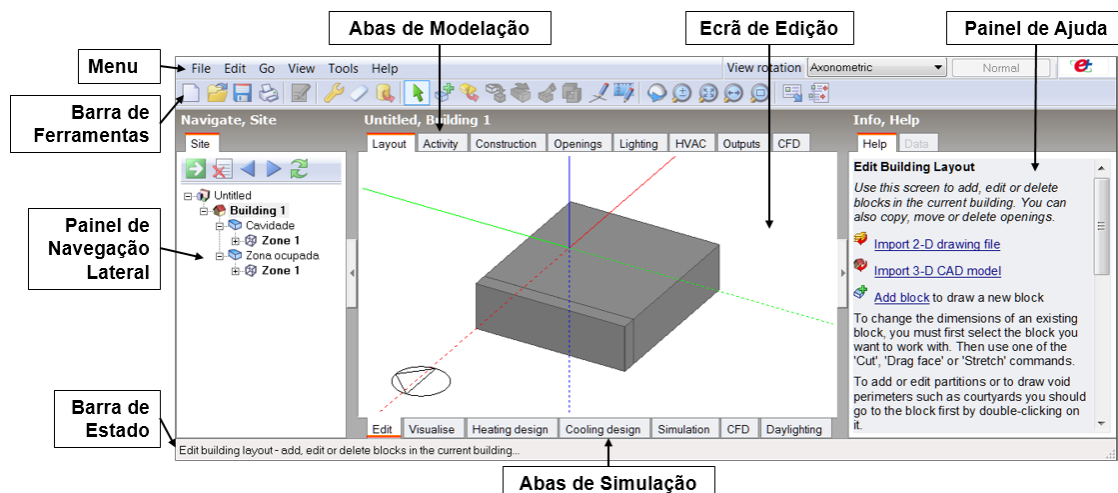 Abas de Modelação
Ecrã de Edição
Painel de Ajuda
Menu
File Edit Go View Tools Help
View rotation Axonometric Normal
Barra de
Ferramentas
Navigate, Site
Untitled, Building 1
Info, Help
Site
Layout Activity Construction Openings Lighting HVAC Outputs CFD
Help Data
Untitled
Building 1
Cavidade
Zone 1
Zona ocupada
Zone 1
Painel de
Navegação
Lateral
Edit Building Layout
Use this screen to add, edit or delete
blocks in the current building. You can
also copy, move or delete openings.
Import 2-D drawing file
Import 3-D CAD model
Add block to draw a new block
To change the dimensions of an existing
block, you must first select the block you
want to work with. Then use one of the
'Cut', 'Drag face' or 'Stretch' commands.
To add or edit partitions or to draw void
perimeters such as courtyards you should
go to the block first by double-clicking on
it.
Barra de
Estado
Edit Visualise Heating design Cooling design Simulation CFD Daylighting
Edit building layout - add, edit or delete blocks in the current building...
Abas de Simulação